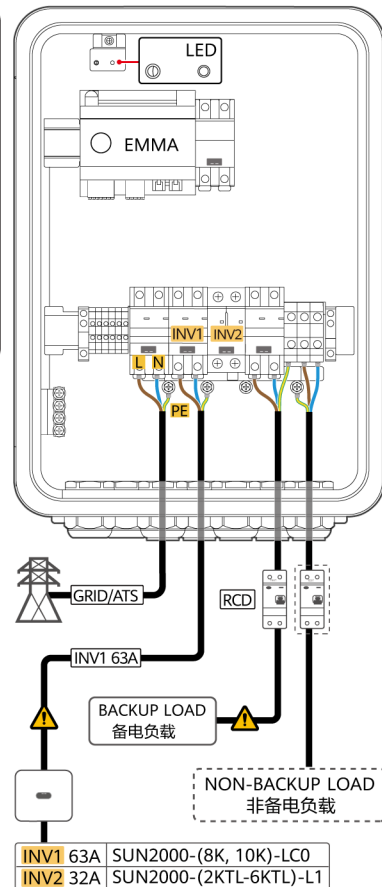 LED
EMMA
INV1
INV2
L
N
PE
GRID/ATS
RCD
INV1 63A
BACKUP LOAD
备电负载
NON-BACKUP LOAD
非备电负载
INV1 63A SUN2000-(8K, 10K)-LC0
INV2 32A SUN2000-(2KTL-6KTL)-L1